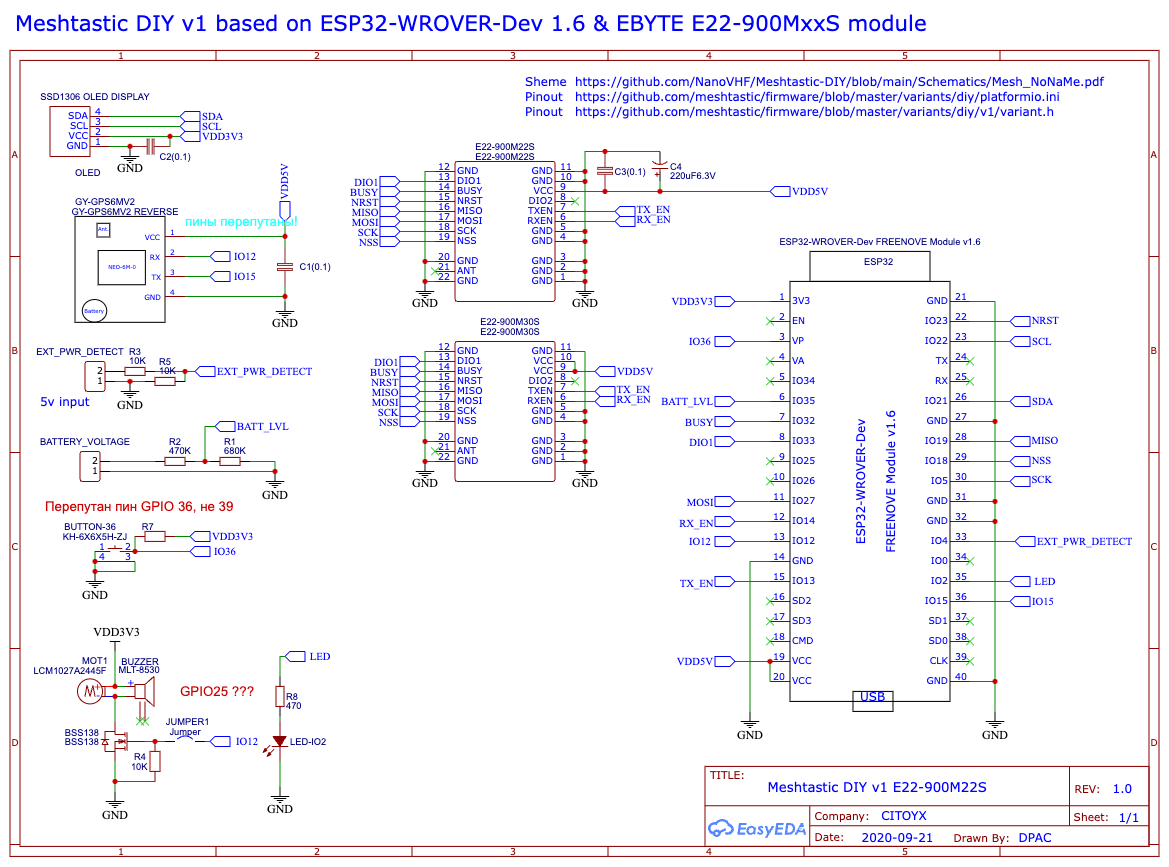 Meshtastic DIY v1 based on ESP32-WROVER-Dev 1.6 & EBYTE E22-900MxxS module
1 2 3 4 5
A
B
C
D
Sheme https://github.com/NanoVHF/Meshtastic-DIY/blob/main/Schematics/Mesh_NoNaMe.pdf
Pinout https://github.com/meshtastic/firmware/blob/master/variants/diy/platformio.ini
Pinout https://github.com/meshtastic/firmware/blob/master/variants/diy/v1/variant.h
SSD1306 OLED DISPLAY
SDA 4 SDA
SCL 3 SCL
VCC 2 VDD3V3
GND 1
C2(0.1)
GND
OLED
GY-GPS6MV2
GY-GPS6MV2 REVERSE
VDD5V
пины перепутаны!
Ant.
NEO-6M-0
Battery
VCC 1
RX 2 IO12
TX 3 IO15
GND 4
C1(0.1)
GND
EXT_PWR_DETECT R3
10K
R5
10K
2
1
EXT_PWR_DETECT
5v input
GND
BATTERY_VOLTAGE
2
1
R2
470K
R1
680K
BATT_LVL
GND
Перепутан пин GPIO 36, не 39
BUTTON-36
KH-6X6X5H-ZJ
R7
1 2
4 3
VDD3V3
IO36
GND
VDD3V3
MOT1
LCM1027A2445F
M
BUZZER
MLT-8530
+
GPIO25 ???
BSS138
BSS138
JUMPER1
Jumper
IO12
R4
10K
GND
LED
R8
470
LED-IO2
GND
E22-900M22S
E22-900M22S
12 GND GND 11
DIO1 13 DIO1 GND 10
BUSY 14 BUSY VCC 9
NRST 15 NRST DIO2 8
MISO 16 MISO TXEN 7 TX_EN
MOSI 17 MOSI RXEN 6 RX_EN
SCK 18 SCK GND 5
NSS 19 NSS GND 4
20 GND GND 3
21 ANT GND 2
22 GND GND 1
GND GND
C3(0.1)
C4
220uF6.3V
+
VDD5V
E22-900M30S
E22-900M30S
12 GND GND 11
DIO1 13 DIO1 VCC 10
BUSY 14 BUSY VCC 9 VDD5V
NRST 15 NRST DIO2 8
MISO 16 MISO TXEN 7 TX_EN
MOSI 17 MOSI RXEN 6 RX_EN
SCK 18 SCK GND 5
NSS 19 NSS GND 4
20 GND GND 3
21 ANT GND 2
22 GND GND 1
GND GND
ESP32-WROVER-Dev FREENOVE Module v1.6
ESP32
ESP32-WROVER-Dev
FREENOVE Module v1.6
VDD3V3 1 3V3 GND 21
2 EN IO23 22 NRST
IO36 3 VP IO22 23 SCL
4 VA TX 24
5 IO34 RX 25
BATT_LVL 6 IO35 IO21 26 SDA
BUSY 7 IO32 GND 27
DIO1 8 IO33 IO19 28 MISO
9 IO25 IO18 29 NSS
10 IO26 IO5 30 SCK
MOSI 11 IO27 GND 31
RX_EN 12 IO14 GND 32
IO12 13 IO12 IO4 33 EXT_PWR_DETECT
14 GND IO0 34
TX_EN 15 IO13 IO2 35 LED
16 SD2 IO15 36 IO15
17 SD3 SD1 37
18 CMD SD0 38
VDD5V 19 VCC CLK 39
20 VCC GND 40
USB
GND GND
TITLE:
Meshtastic DIY v1 E22-900M22S
REV: 1.0
EasyEDA
Company: CITOYX
Sheet: 1/1
Date: 2020-09-21 Drawn By: DPAC
A
B
C
D
1 2 3 4 5